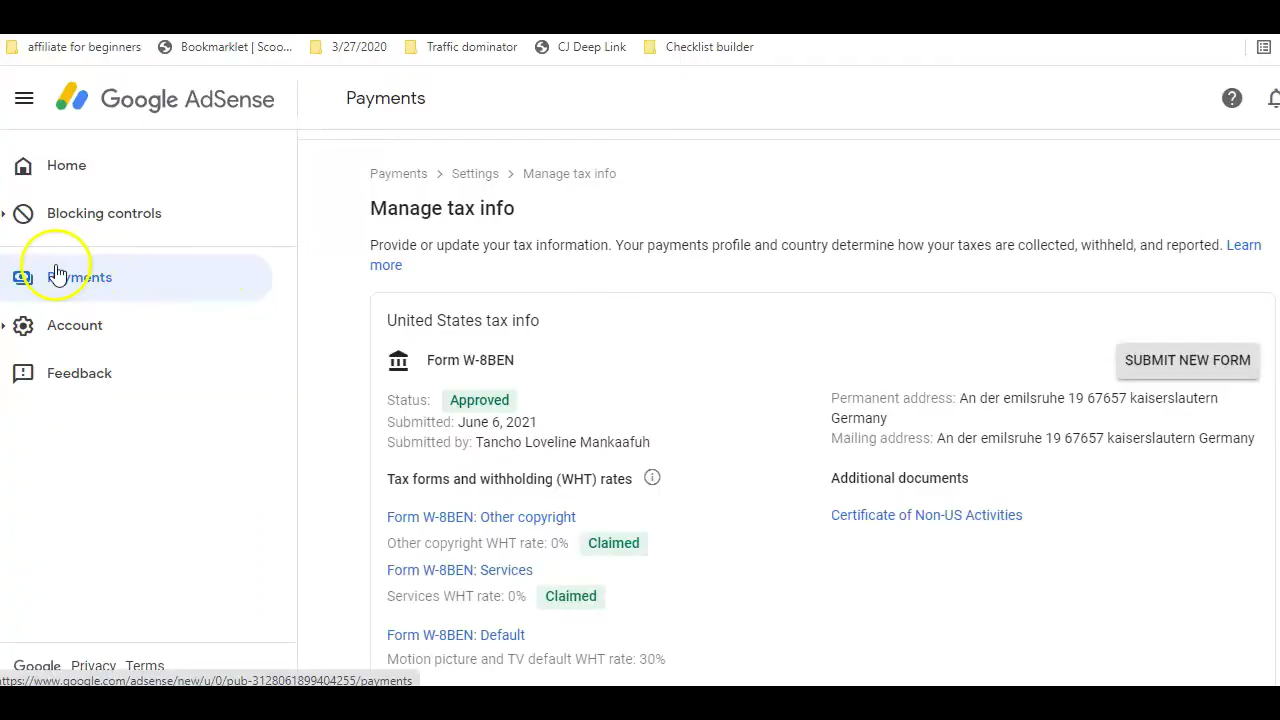 affiliate for beginners
Bookmarklet | Scoo...
3/27/2020
Traffic dominator
CJ Deep Link
Checklist builder
Google AdSense
Payments
Home
Blocking controls
Payments
Account
Feedback
Payments > Settings > Manage tax info
Manage tax info
Provide or update your tax information. Your payments profile and country determine how your taxes are collected, withheld, and reported. Learn
more
United States tax info
Form W-8BEN
SUBMIT NEW FORM
Status: Approved
Submitted: June 6, 2021
Submitted by: Tancho Loveline Mankaafuh
Permanent address: An der emilsruhe 19 67657 kaiserslautern
Germany
Mailing address: An der emilsruhe 19 67657 kaiserslautern Germany
Tax forms and withholding (WHT) rates
Additional documents
Form W-8BEN: Other copyright
Certificate of Non-US Activities
Other copyright WHT rate: 0% Claimed
Form W-8BEN: Services
Services WHT rate: 0% Claimed
Form W-8BEN: Default
Motion picture and TV default WHT rate: 30%
Google Privacy Terms
https://www.google.com/adsense/new/u/0/pub-3128061899404255/payments